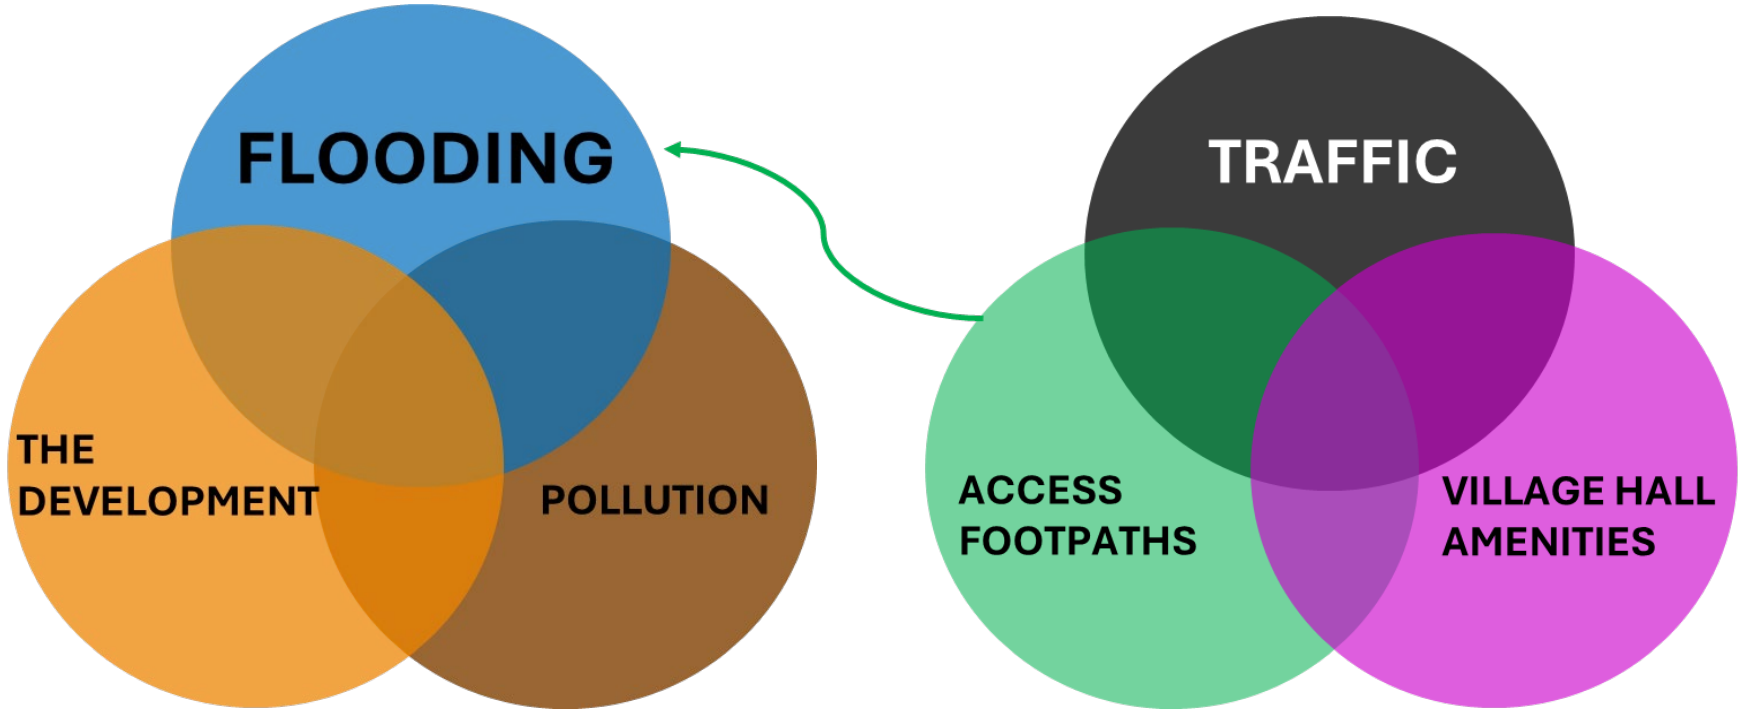 FLOODING
THE
DEVELOPMENT
POLLUTION
TRAFFIC
ACCESS
FOOTPATHS
VILLAGE HALL
AMENITIES